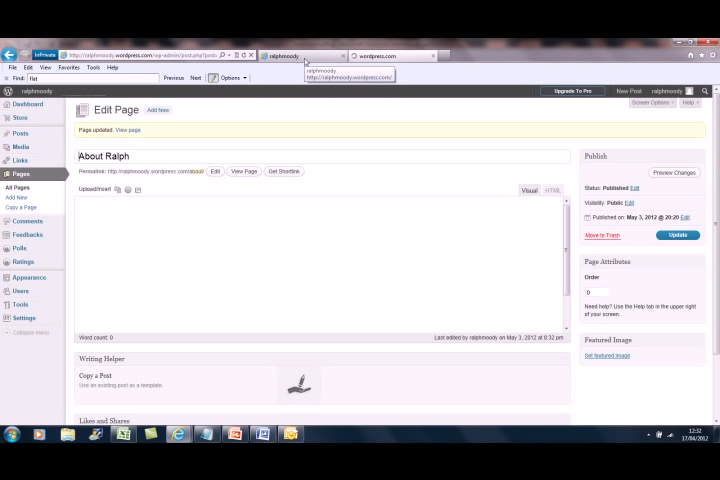 InPrivate http://ralphmoody.wordpress.com/wp-admin/post.php?post= ralphmoody wordpress.com
File Edit View Favorites Tools Help
Find: flat Previous Next Options
ralphmoody
http://ralphmoody.wordpress.com/
ralphmoody Upgrade To Pro New Post ralphmoody
Screen Options Help
Dashboard
Store
Posts
Media
Links
Pages
All Pages
Add New
Copy a Page
Comments
Feedbacks
Polls
Ratings
Appearance
Users
Tools
Settings
Collapse menu
Edit Page Add New
Page updated. View page
About Ralph
Permalink: http://ralphmoody.wordpress.com/about/ Edit View Page Get Shortlink
Upload/Insert Visual HTML
Word count: 0 Last edited by ralphmoody on May 3, 2012 at 8:32 pm
Writing Helper
Copy a Post
Use an existing post as a template.
Likes and Shares
Publish
Preview Changes
Status: Published Edit
Visibility: Public Edit
Published on: May 3, 2012 @ 20:20 Edit
Move to Trash Update
Page Attributes
Order
0
Need help? Use the Help tab in the upper right
of your screen.
Featured Image
Set featured image
12:32
17/04/2012